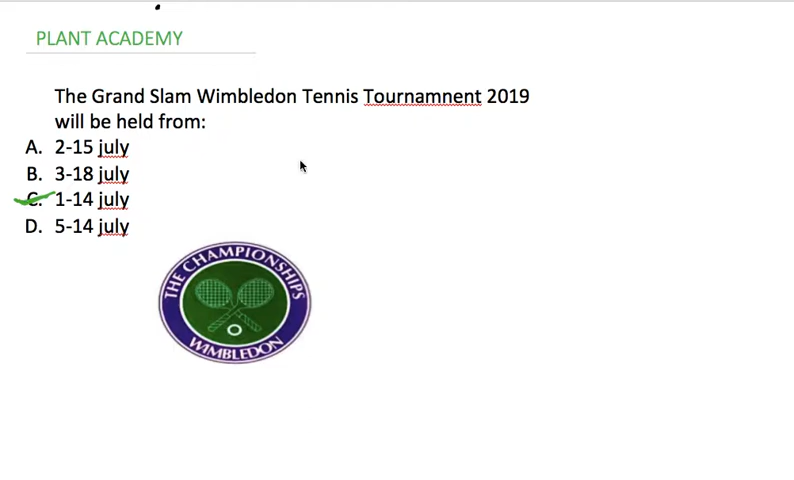 PLANT ACADEMY
The Grand Slam Wimbledon Tennis Tournamnent 2019
will be held from:
A. 2-15 july
B. 3-18 july
C. 1-14 july
D. 5-14 july
THE CHAMPIONSHIPS
WIMBLEDON